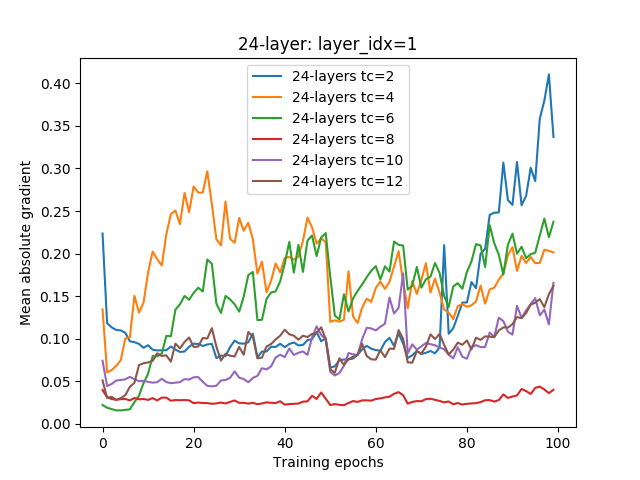 24-layer: layer_idx=1
24-layers tc=2
24-layers tc=4
24-layers tc=6
24-layers tc=8
24-layers tc=10
24-layers tc=12
Mean absolute gradient
0.40
0.35
0.30
0.25
0.20
0.15
0.10
0.05
0.00
0 20 40 60 80 100
Training epochs